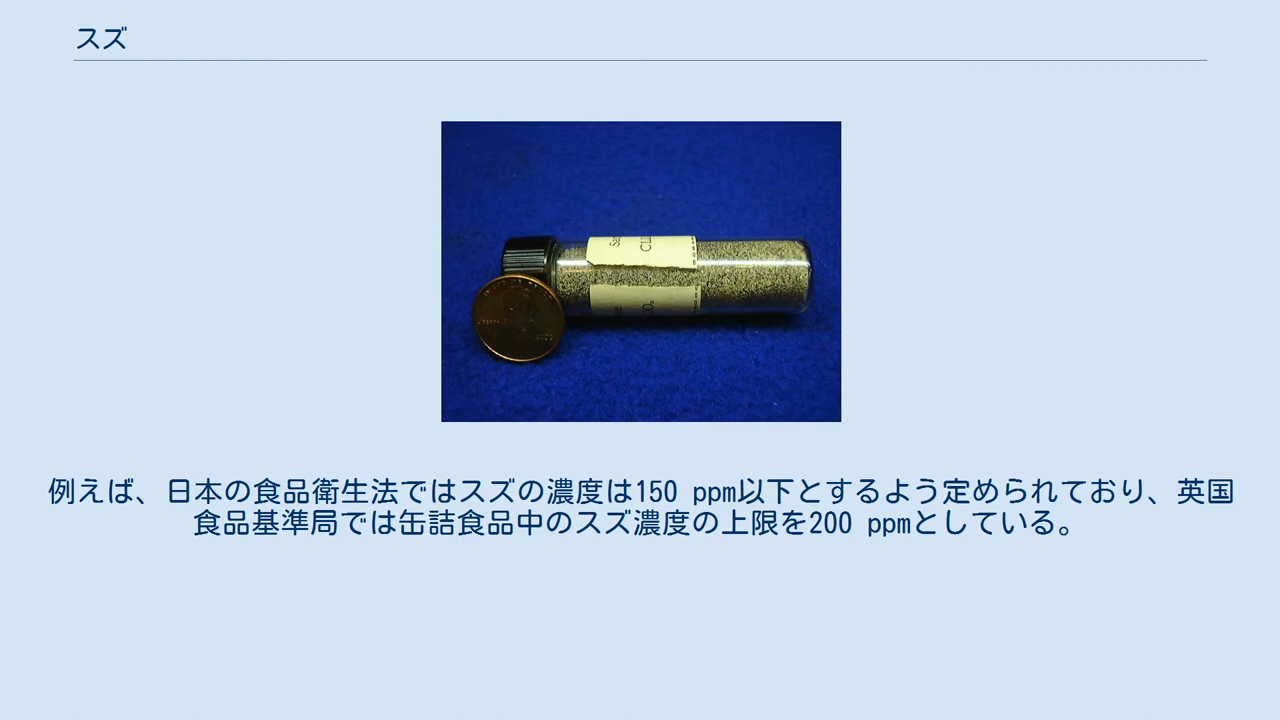 スズ
例えば、日本の食品衛生法ではスズの濃度は150 ppm以下とするよう定められており、英国
食品基準局では缶詰食品中のスズ濃度の上限を200 ppmとしている。